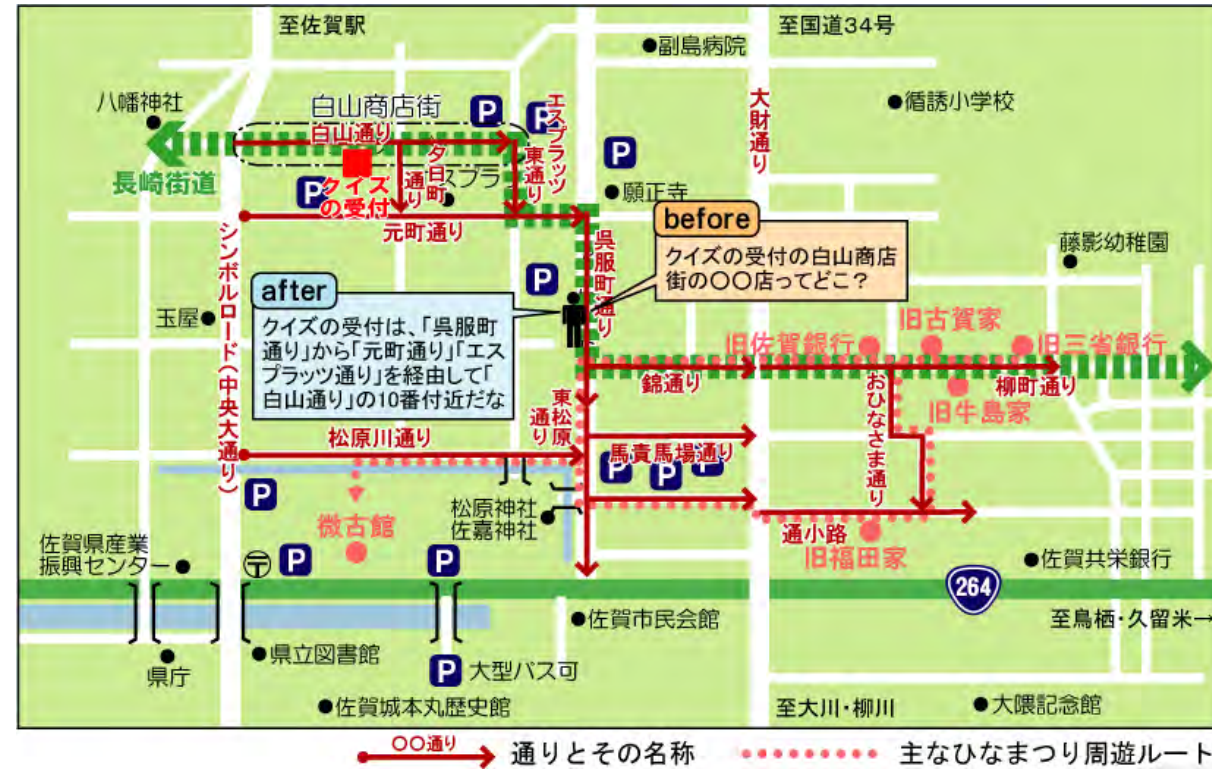 至佐賀駅
至国道34号
●副島病院
八幡神社
白山商店街
P
P
エスプラッツ
東通り
大財通り
●循誘小学校
白山通り
夕日町
通り
スプラ
P
長崎街道
P
クイズ
の受付
●願正寺
元町通り
before
クイズの受付の白山商店
街の〇〇店ってどこ？
藤影幼稚園
シンボルロード(中央大通り)
呉服町通り
P
after
クイズの受付は、「呉服町
通り」から「元町通り」「エス
プラッツ通り」を経由して「
白山通り」の10番付近だな
玉屋●
旧古賀家
旧佐賀銀行
旧三省銀行
錦通り
柳町通り
旧牛島家
おひなさま通り
東松原
通り
松原川通り
馬責馬場通り
P
P
P
P
松原神社
佐嘉神社
微古館
通小路
旧福田家
佐賀県産業
振興センター●
〒
P
P
●佐賀共栄銀行
264
●佐賀市民会館
至鳥栖・久留米→
県庁
●県立図書館
P
大型バス可
●佐賀城本丸歴史館
至大川・柳川
●大隈記念館
〇〇通り
通りとその名称
主なひなまつり周遊ルート